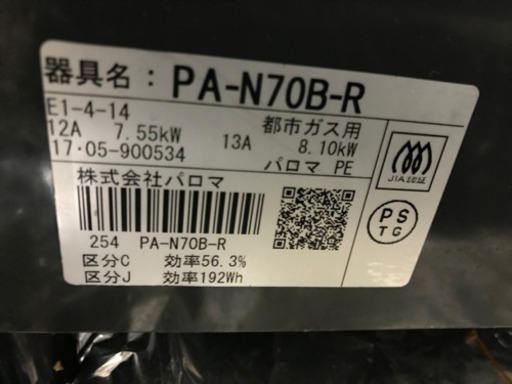 器具名：PA-N70B-R
E1-4-14
都市ガス用
12A 7.55kW 13A 8.10kW
17・05-900534
パロマ PE
株式会社パロマ
JIA認証
PS
TG
254 PA-N70B-R
区分C 効率56.3%
区分J 効率192Wh